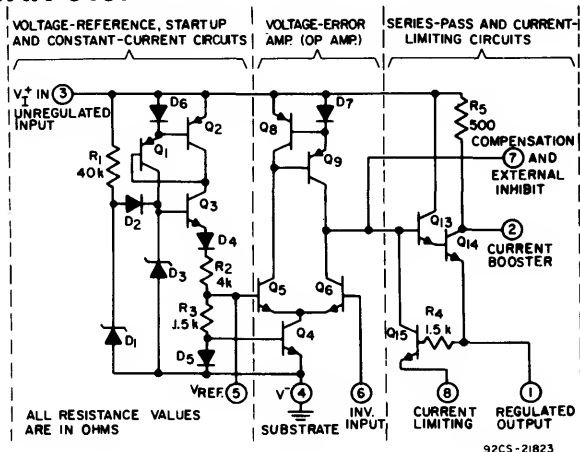 VOLTAGE-REFERENCE, STARTUP
AND CONSTANT-CURRENT CIRCUITS
VOLTAGE-ERROR
AMP. (OP AMP.)
SERIES-PASS AND CURRENT-
LIMITING CIRCUITS
V+I IN 3
UNREGULATED
INPUT
D6
Q2
Q1
R1
40k
D2
Q3
D4
D3
R2
4k
R3
1.5k
D1
D5
VREF. 5
Q8
D7
Q9
Q5
Q6
Q4
V- 4
SUBSTRATE
6
INV.
INPUT
R5
500
COMPENSATION
7 AND
EXTERNAL
INHIBIT
Q13
Q14
2
CURRENT
BOOSTER
R4
1.5 k
Q15
8
CURRENT
LIMITING
1
REGULATED
OUTPUT
ALL RESISTANCE VALUES
ARE IN OHMS
92CS-21823